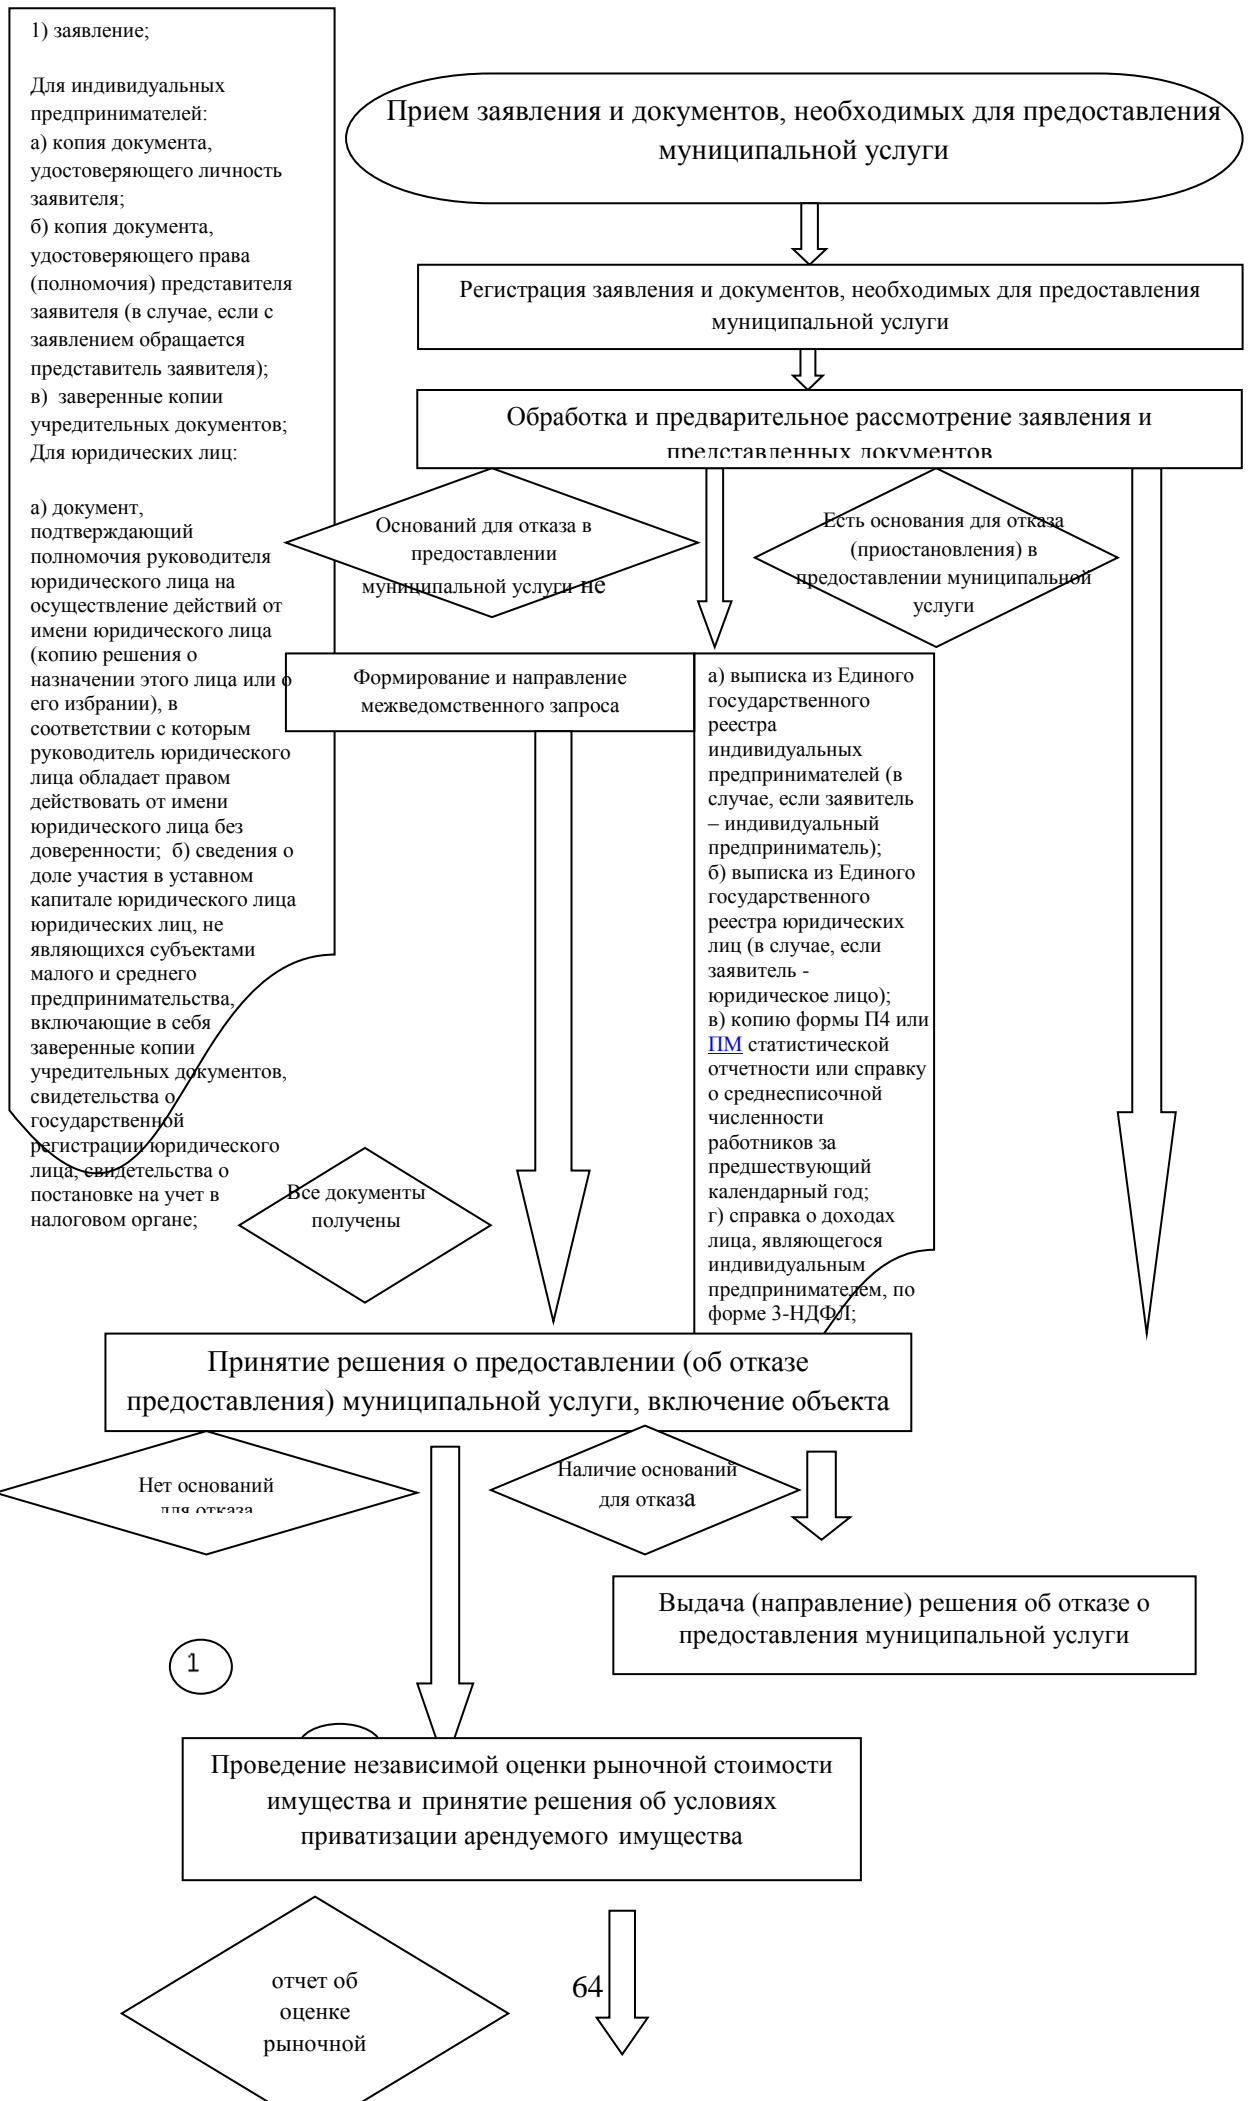 1) заявление;
Для индивидуальных
предпринимателей:
а) копия документа,
удостоверяющего личность
заявителя;
б) копия документа,
удостоверяющего права
(полномочия) представителя
заявителя (в случае, если с
заявлением обращается
представитель заявителя);
в) заверенные копии
учредительных документов;
Для юридических лиц:
а) документ,
подтверждающий
полномочия руководителя
юридического лица на
осуществление действий от
имени юридического лица
(копию решения о
назначении этого лица или о
его избрании), в
соответствии с которым
руководитель юридического
лица обладает правом
действовать от имени
юридического лица без
доверенности; б) сведения о
доле участия в уставном
капитале юридического лица
юридических лиц, не
являющихся субъектами
малого и среднего
предпринимательства,
включающие в себя
заверенные копии
учредительных документов,
свидетельства о
государственной
регистрации юридического
лица, свидетельства о
постановке на учет в
налоговом органе;
Прием заявления и документов, необходимых для предоставления
муниципальной услуги
Регистрация заявления и документов, необходимых для предоставления
муниципальной услуги
Обработка и предварительное рассмотрение заявления и
представленных документов
Оснований для отказа в
предоставлении
муниципальной услуги не
Есть основания для отказа
(приостановления) в
предоставлении муниципальной
услуги
Формирование и направление
межведомственного запроса
а) выписка из Единого
государственного
реестра
индивидуальных
предпринимателей (в
случае, если заявитель
– индивидуальный
предприниматель);
б) выписка из Единого
государственного
реестра юридических
лиц (в случае, если
заявитель -
юридическое лицо);
в) копию формы П4 или
ПМ статистической
отчетности или справку
о среднесписочной
численности
работников за
предшествующий
календарный год;
г) справка о доходах
лица, являющегося
индивидуальным
предпринимателем, по
форме 3-НДФЛ;
Все документы
получены
Принятие решения о предоставлении (об отказе
предоставления) муниципальной услуги, включение объекта
Нет оснований
для отказа
Наличие оснований
для отказа
Выдача (направление) решения об отказе о
предоставления муниципальной услуги
1
Проведение независимой оценки рыночной стоимости
имущества и принятие решения об условиях
приватизации арендуемого имущества
отчет об
оценке
рыночной
64